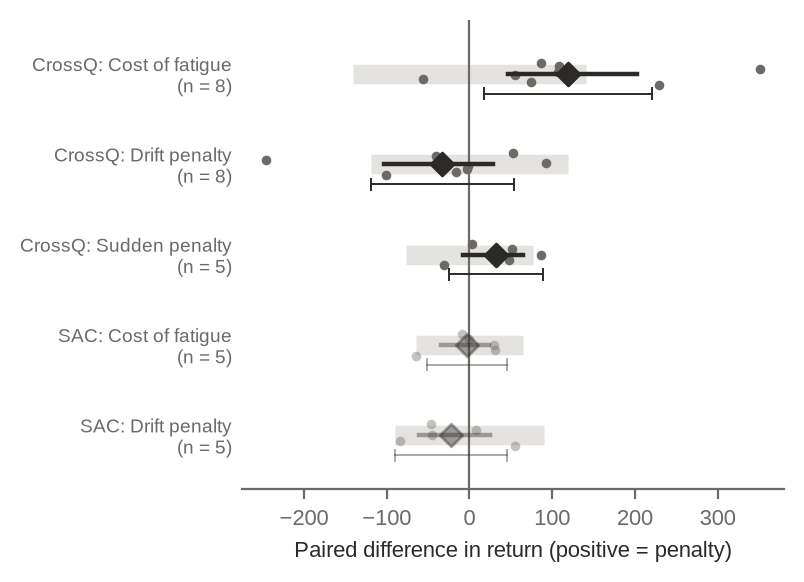 CrossQ: Cost of fatigue
(n = 8)
CrossQ: Drift penalty
(n = 8)
CrossQ: Sudden penalty
(n = 5)
SAC: Cost of fatigue
(n = 5)
SAC: Drift penalty
(n = 5)
−200 −100 0 100 200 300
Paired difference in return (positive = penalty)